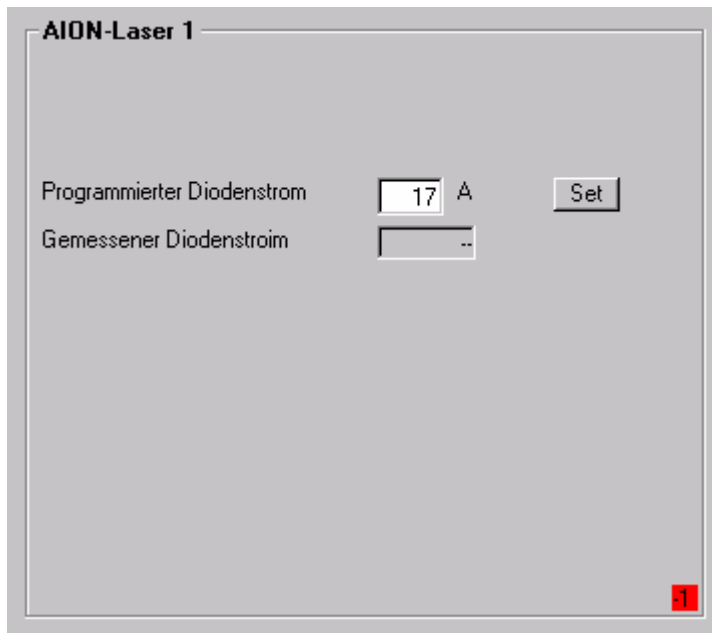 AION-Laser 1
Programmierter Diodenstrom 17 A Set
Gemessener Diodenstroim --
-1